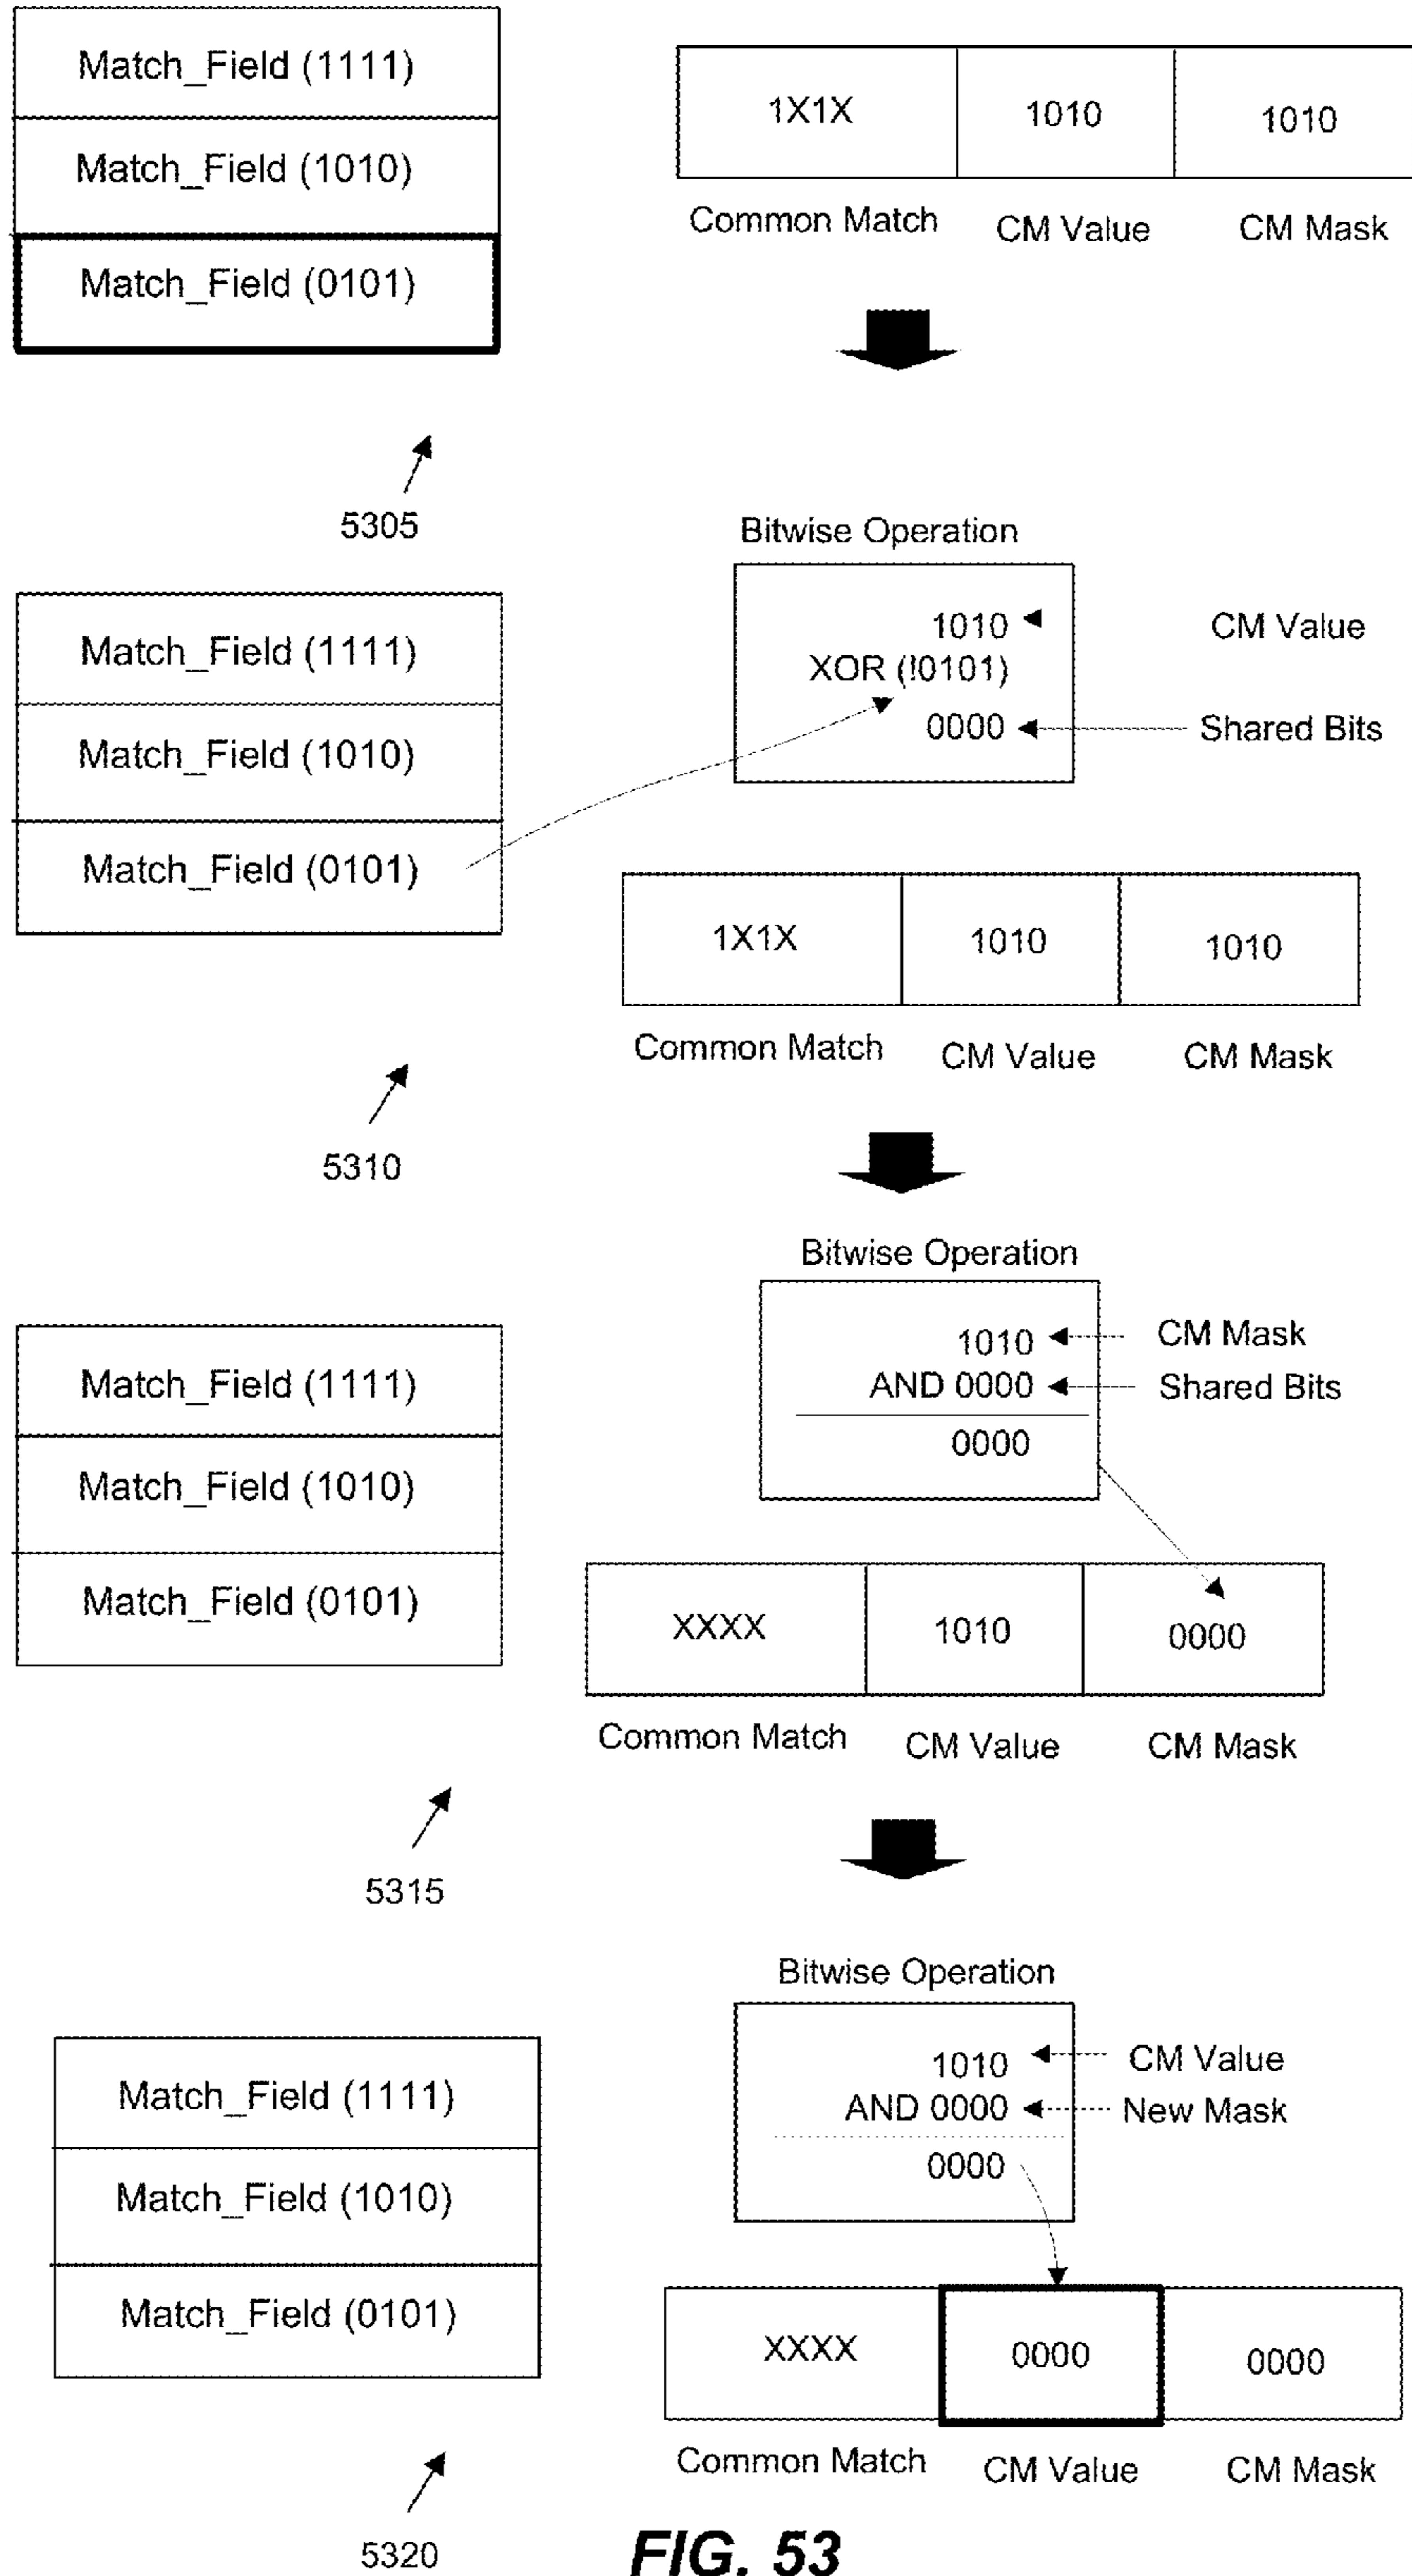 Match_Field (1111)
Match_Field (1010)
Match_Field (0101)
1X1X 1010 1010
Common Match CM Value CM Mask
5305
Bitwise Operation
Match_Field (1111)
Match_Field (1010)
Match_Field (0101)
1010 CM Value
XOR (!0101)
0000 Shared Bits
1X1X 1010 1010
Common Match CM Value CM Mask
5310
Bitwise Operation
Match_Field (1111)
Match_Field (1010)
Match_Field (0101)
1010 CM Mask
AND 0000 Shared Bits
0000
XXXX 1010 0000
Common Match CM Value CM Mask
5315
Bitwise Operation
Match_Field (1111)
Match_Field (1010)
Match_Field (0101)
1010 CM Value
AND 0000 New Mask
0000
XXXX 0000 0000
Common Match CM Value CM Mask
5320
FIG. 53